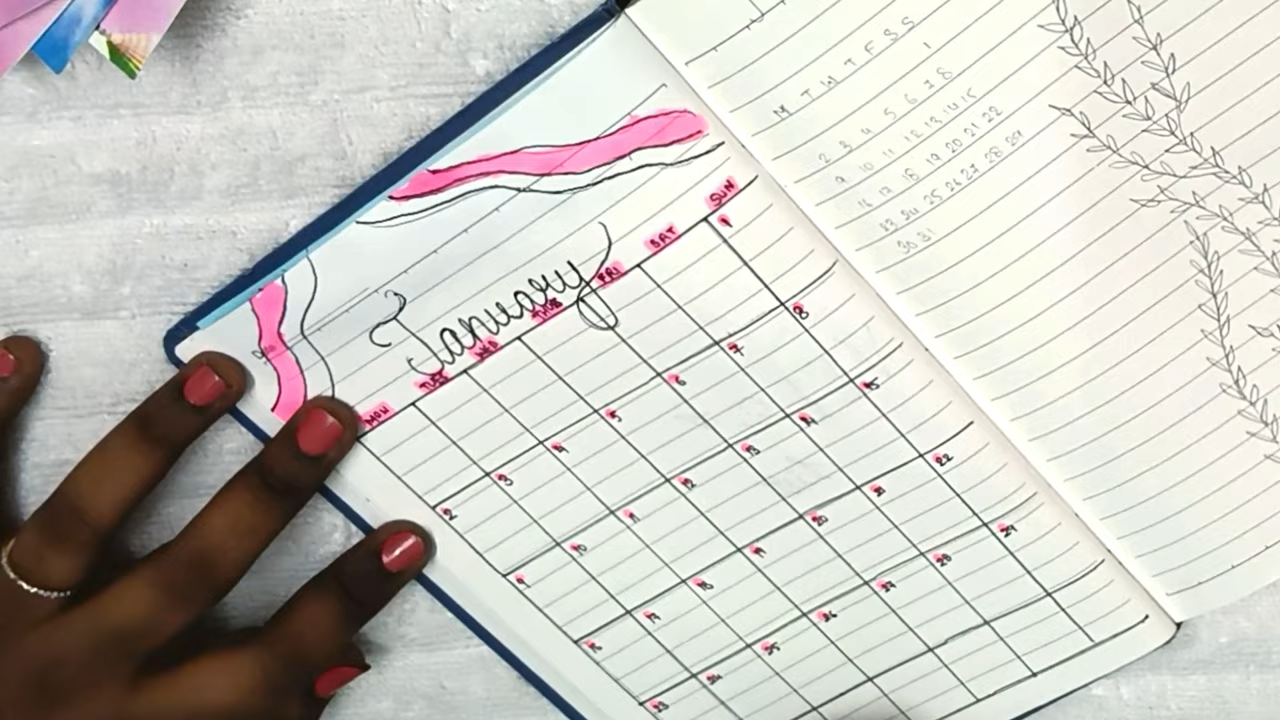 January
MON TUES WED THUR FRI SAT SUN
1
2 3 4 5 6 7 8
9 10 11 12 13 14 15
16 17 18 19 20 21 22
23 24 25 26 27 28 29
M T W T F S S
1
2 3 4 5 6 7 8
9 10 11 12 13 14 15
16 17 18 19 20 21 22
23 24 25 26 27 28 29
30 31